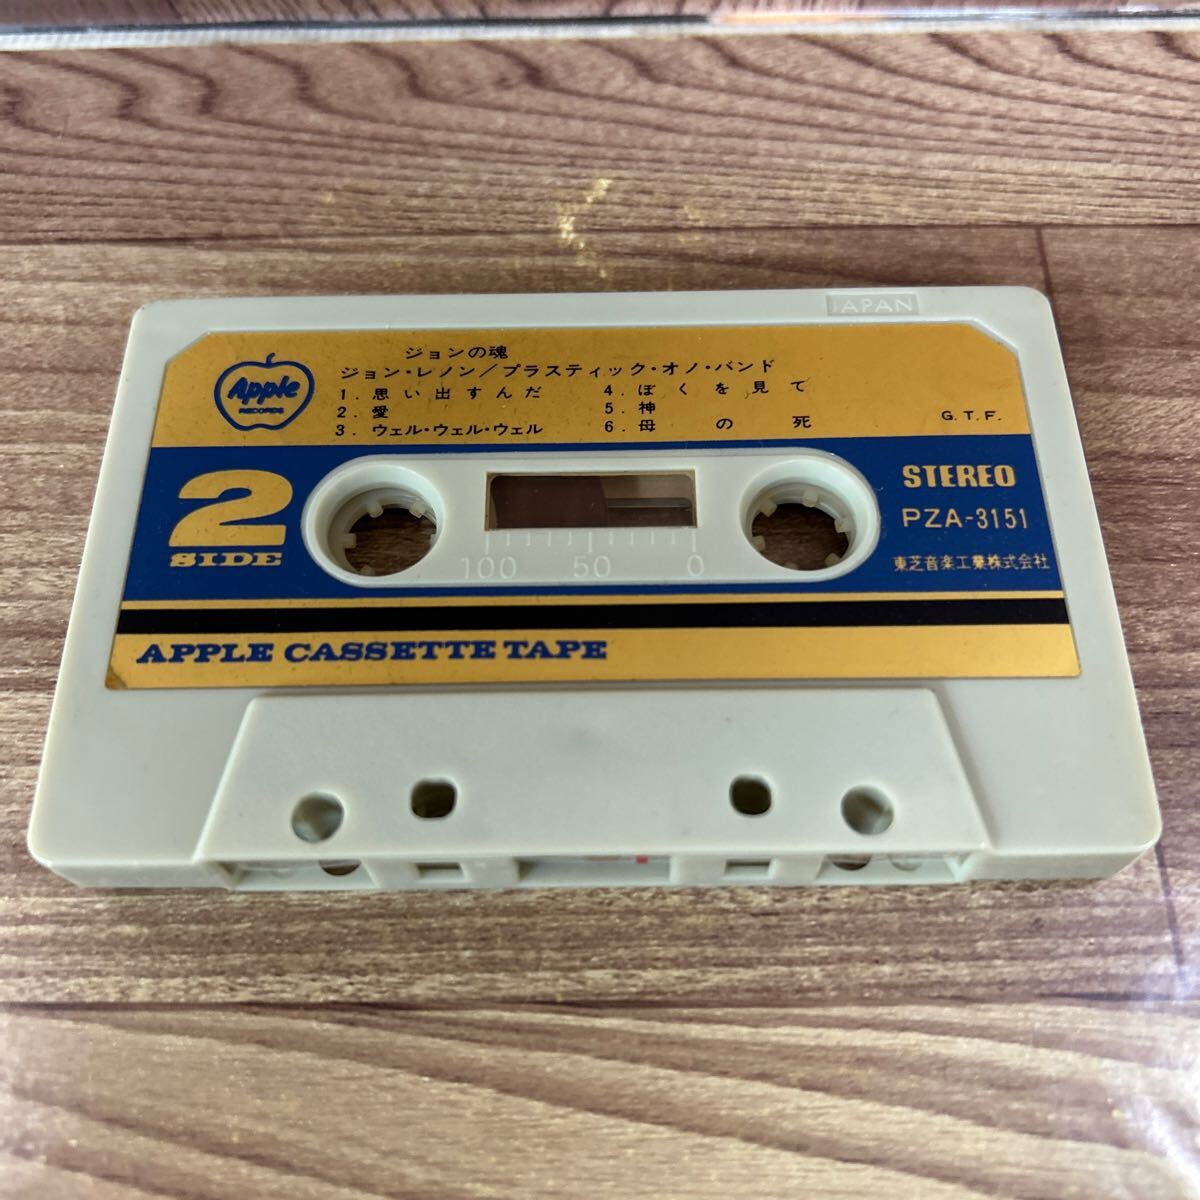 JAPAN
Apple
RECORDS
ジョンの魂
ジョン・レノン/プラスティック・オノ・バンド
1. 思い出すんだ
2. 愛
3. ウェル・ウェル・ウェル
4. ぼくを見て
5. 神
6. 母の死
G.T.F.
2
SIDE
100 50 0
STEREO
PZA-3151
東芝音楽工業株式会社
APPLE CASSETTE TAPE